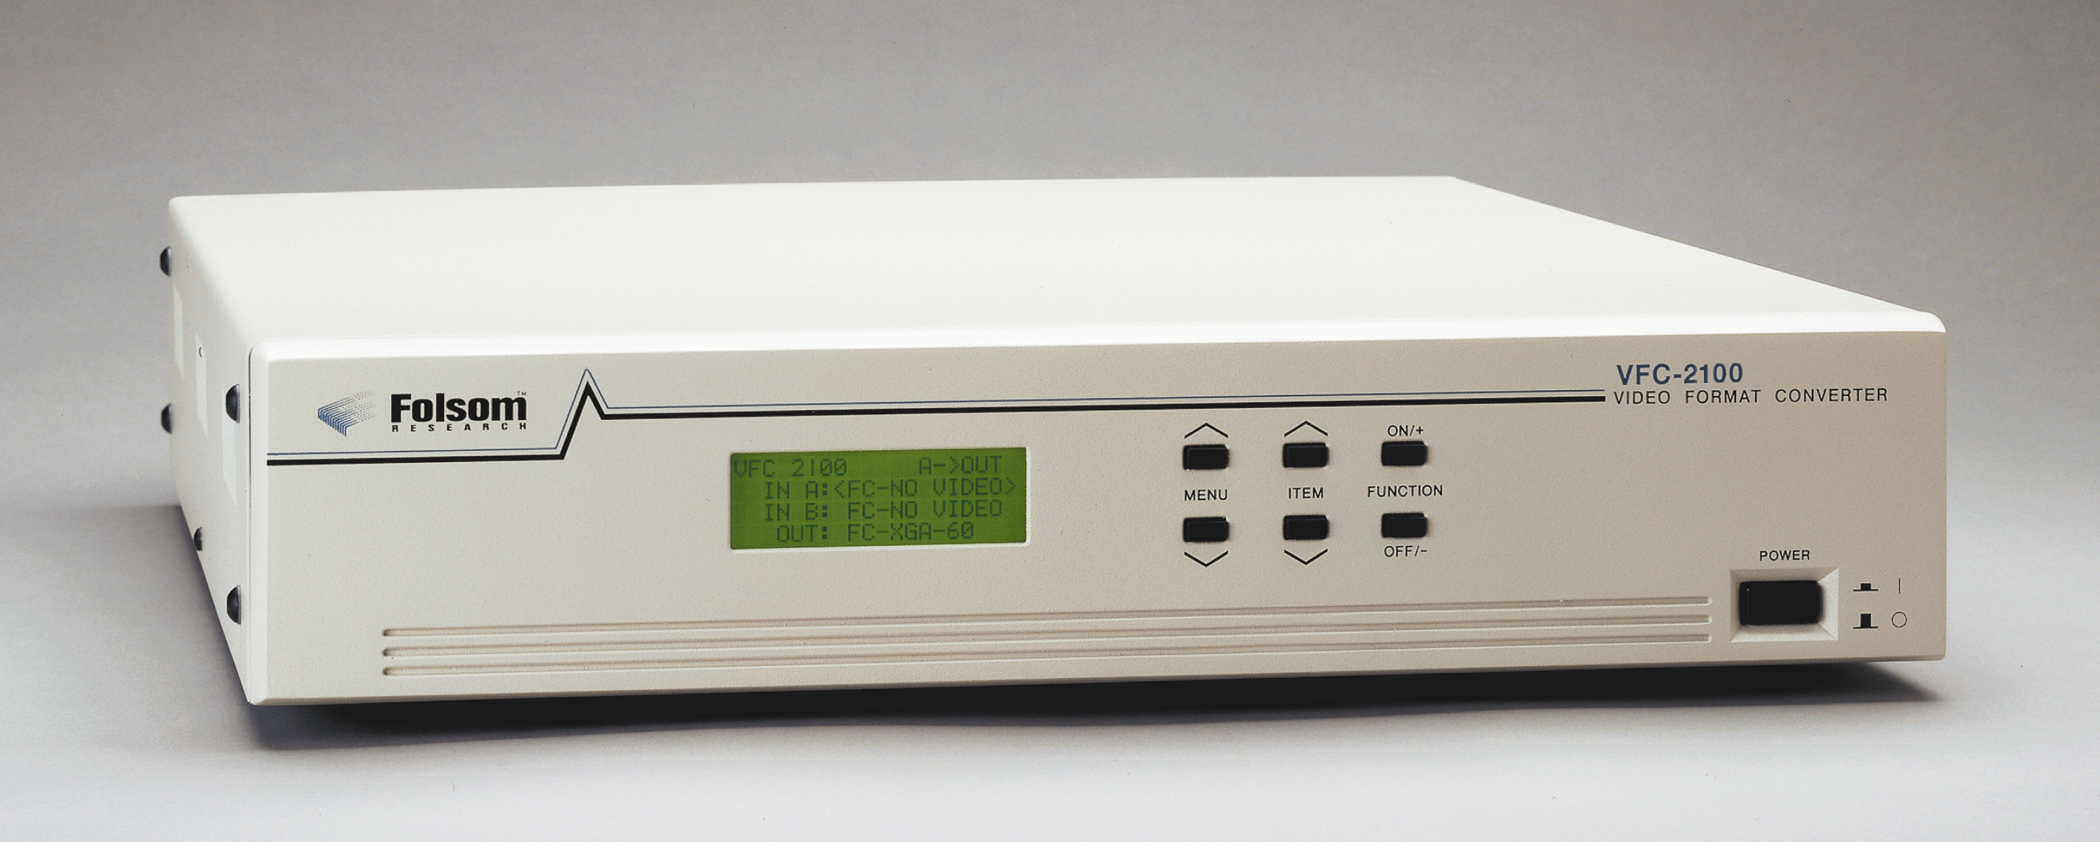 Folsom™
RESEARCH
VFC-2100
VIDEO FORMAT CONVERTER
VFC 2100 A->OUT
IN A:<FC-NO VIDEO>
IN B: FC-NO VIDEO
OUT: FC-XGA-60
ON/+
MENU ITEM FUNCTION
OFF/-
POWER
| ○